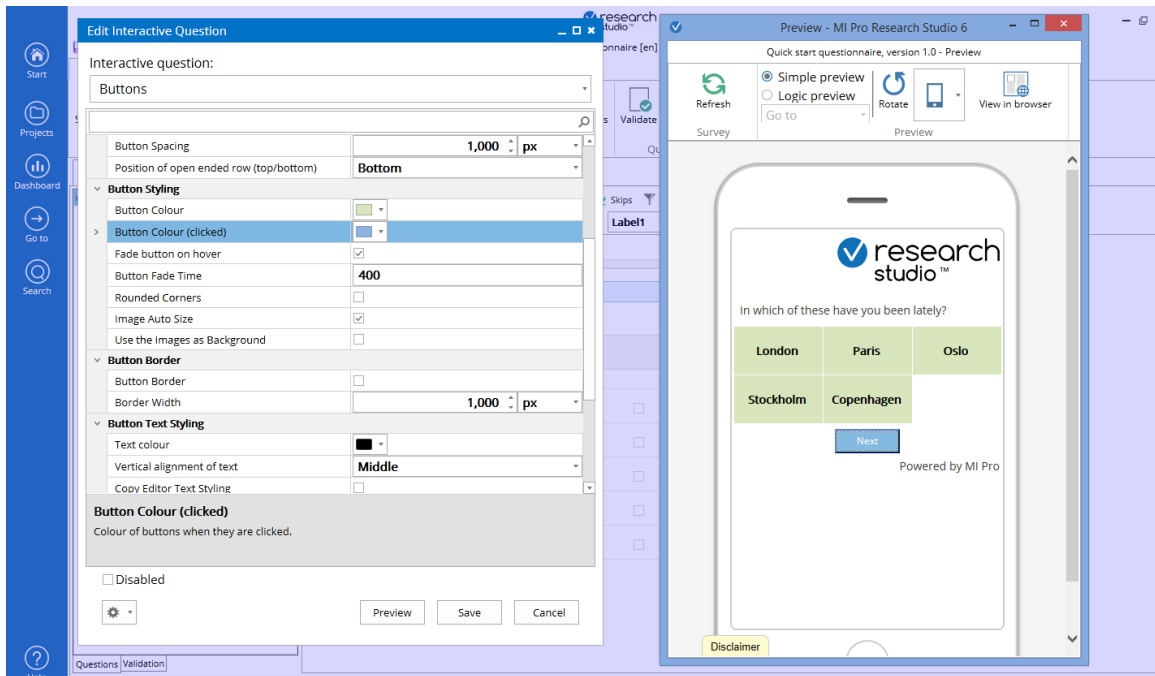 Start
Projects
Dashboard
Go to
Search
Edit Interactive Question
Interactive question:
Buttons
Button Spacing 1,000 px
Position of open ended row (top/bottom) Bottom
Button Styling
Button Colour
Button Colour (clicked)
Fade button on hover
Button Fade Time 400
Rounded Corners
Image Auto Size
Use the Images as Background
Button Border
Button Border
Border Width 1,000 px
Button Text Styling
Text colour
Vertical alignment of text Middle
Copy Editor Text Styling
Button Colour (clicked)
Colour of buttons when they are clicked.
Disabled
Preview Save Cancel
Questions Validation
research
studio™
onnaire [en]
Validate
Skips
Label1
Preview - MI Pro Research Studio 6
Quick start questionnaire, version 1.0 - Preview
Refresh
Survey
Simple preview
Logic preview
Go to
Rotate
View in browser
Preview
research
studio™
In which of these have you been lately?
London Paris Oslo
Stockholm Copenhagen
Next
Powered by MI Pro
Disclaimer